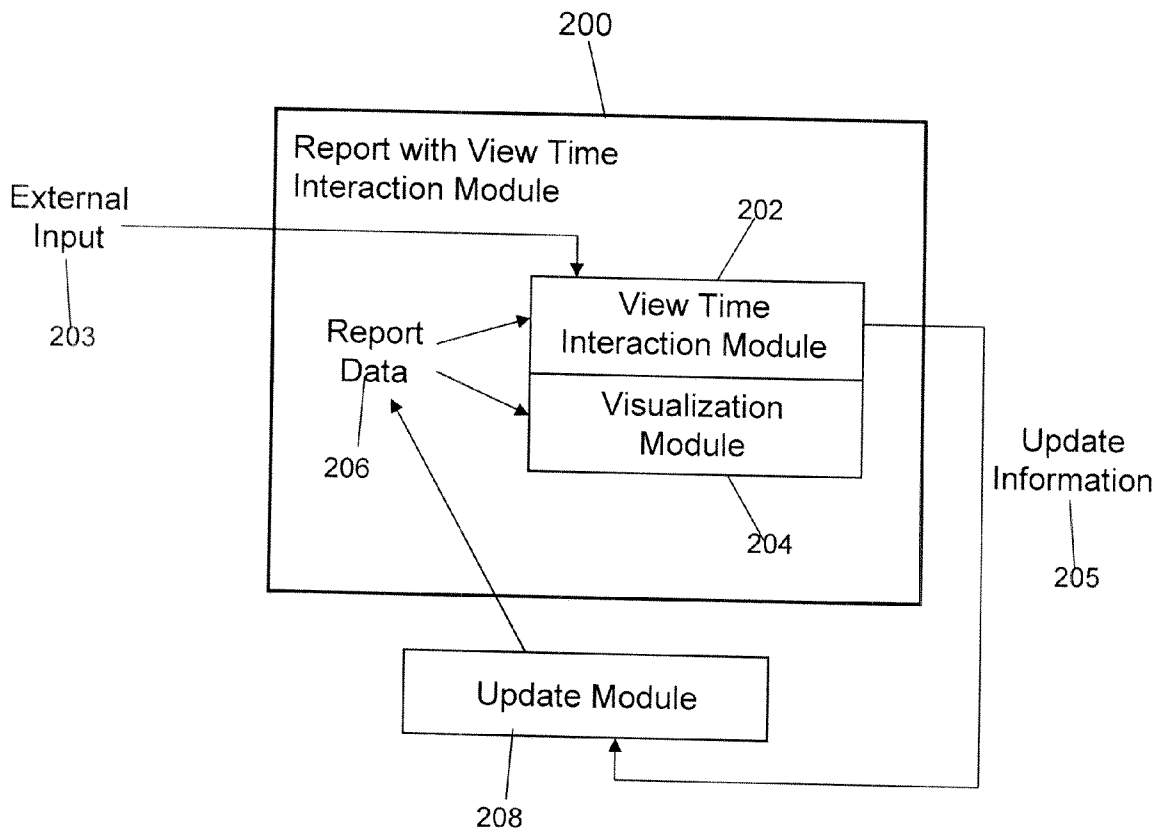 200
Report with View Time
Interaction Module
External
Input
203
202
View Time
Interaction Module
Report
Data
206
Visualization
Module
204
Update
Information
205
Update Module
208